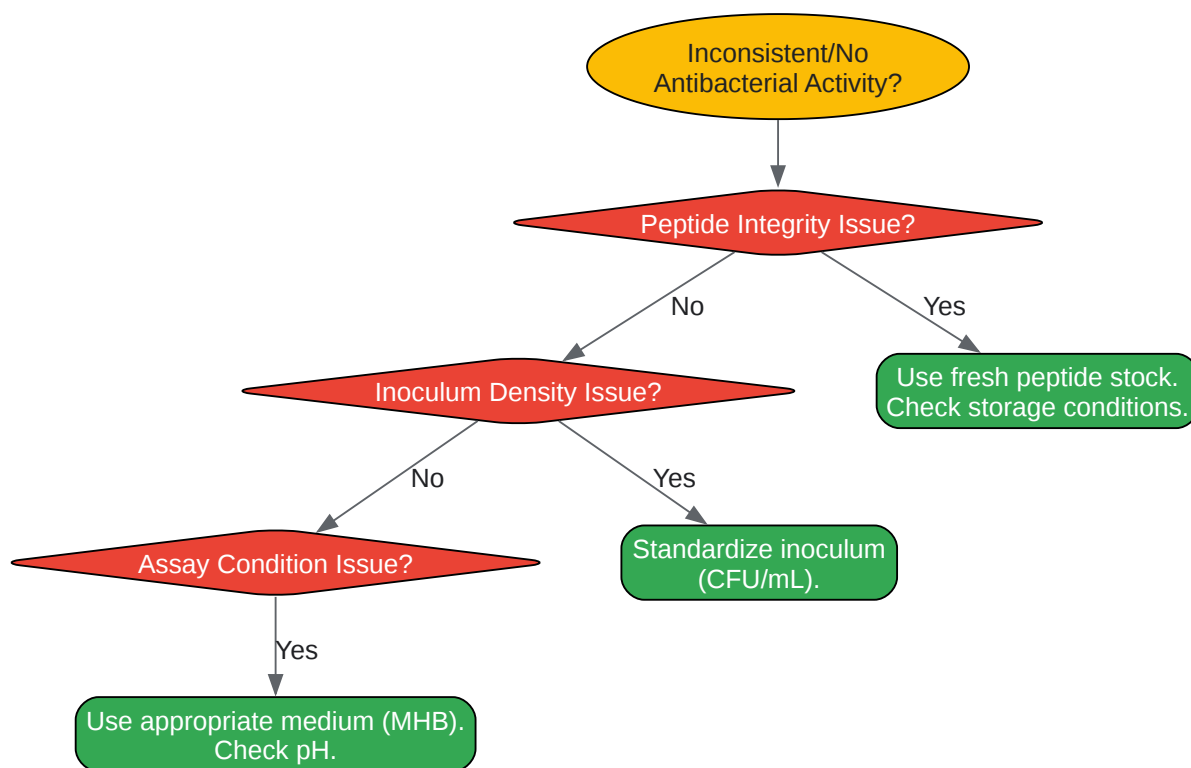 Inconsistent/No
Antibacterial Activity?
Peptide Integrity Issue?
No
Yes
Inoculum Density Issue?
Use fresh peptide stock.
Check storage conditions.
No
Yes
Assay Condition Issue?
Standardize inoculum
(CFU/mL).
Yes
Use appropriate medium (MHB).
Check pH.